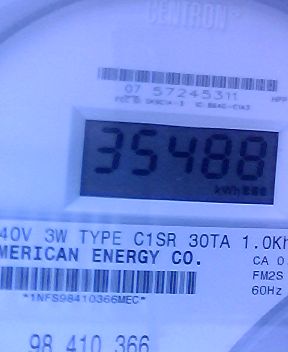 CENTRON®
07 57245311
35488
kWh
40V 3W TYPE C1SR 30TA 1.0Kh
MERICAN ENERGY CO.
CA 0.
FM2S
60Hz
*1NFS98410366MEC*
98 410 366